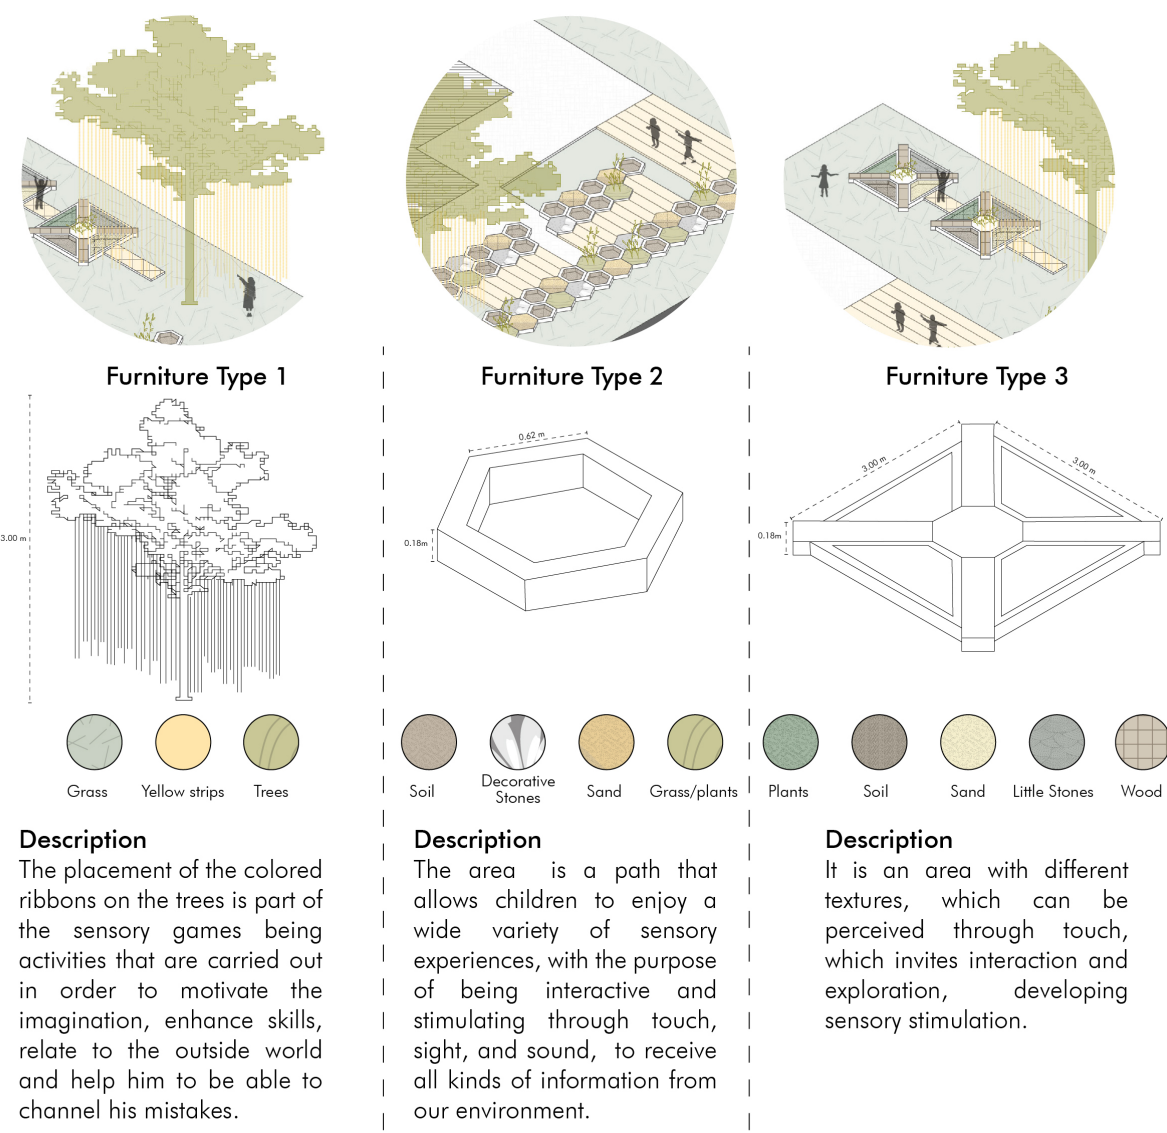 Furniture Type 1
3.00 m
Grass
Yellow strips
Trees
Description
The placement of the colored
ribbons on the trees is part of
the sensory games being
activities that are carried out
in order to motivate the
imagination, enhance skills,
relate to the outside world
and help him to be able to
channel his mistakes.
Furniture Type 2
0.62 m
0.18m
Soil
Decorative
Stones
Sand
Grass/plants
Description
The area is a path that
allows children to enjoy a
wide variety of sensory
experiences, with the purpose
of being interactive and
stimulating through touch,
sight, and sound, to receive
all kinds of information from
our environment.
Furniture Type 3
3.00 m
3.00 m
0.18m
Plants
Soil
Sand
Little Stones
Wood
Description
It is an area with different
textures, which can be
perceived through touch,
which invites interaction and
exploration, developing
sensory stimulation.